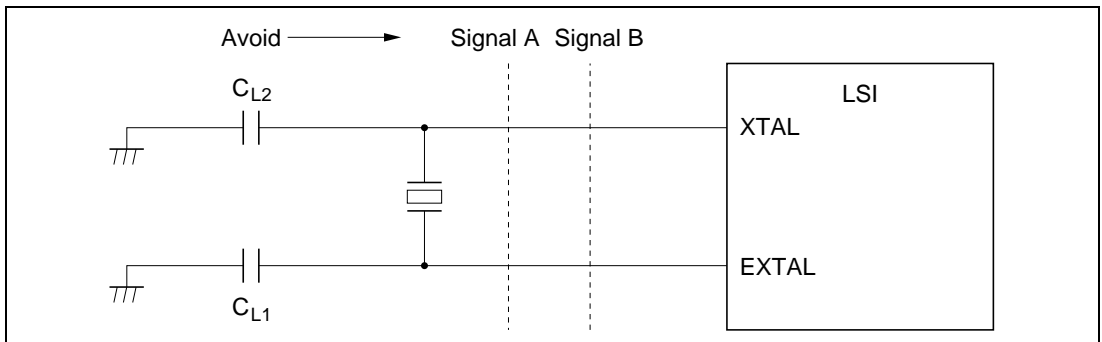 Avoid Signal A Signal B
CL2
LSI
XTAL
EXTAL
CL1